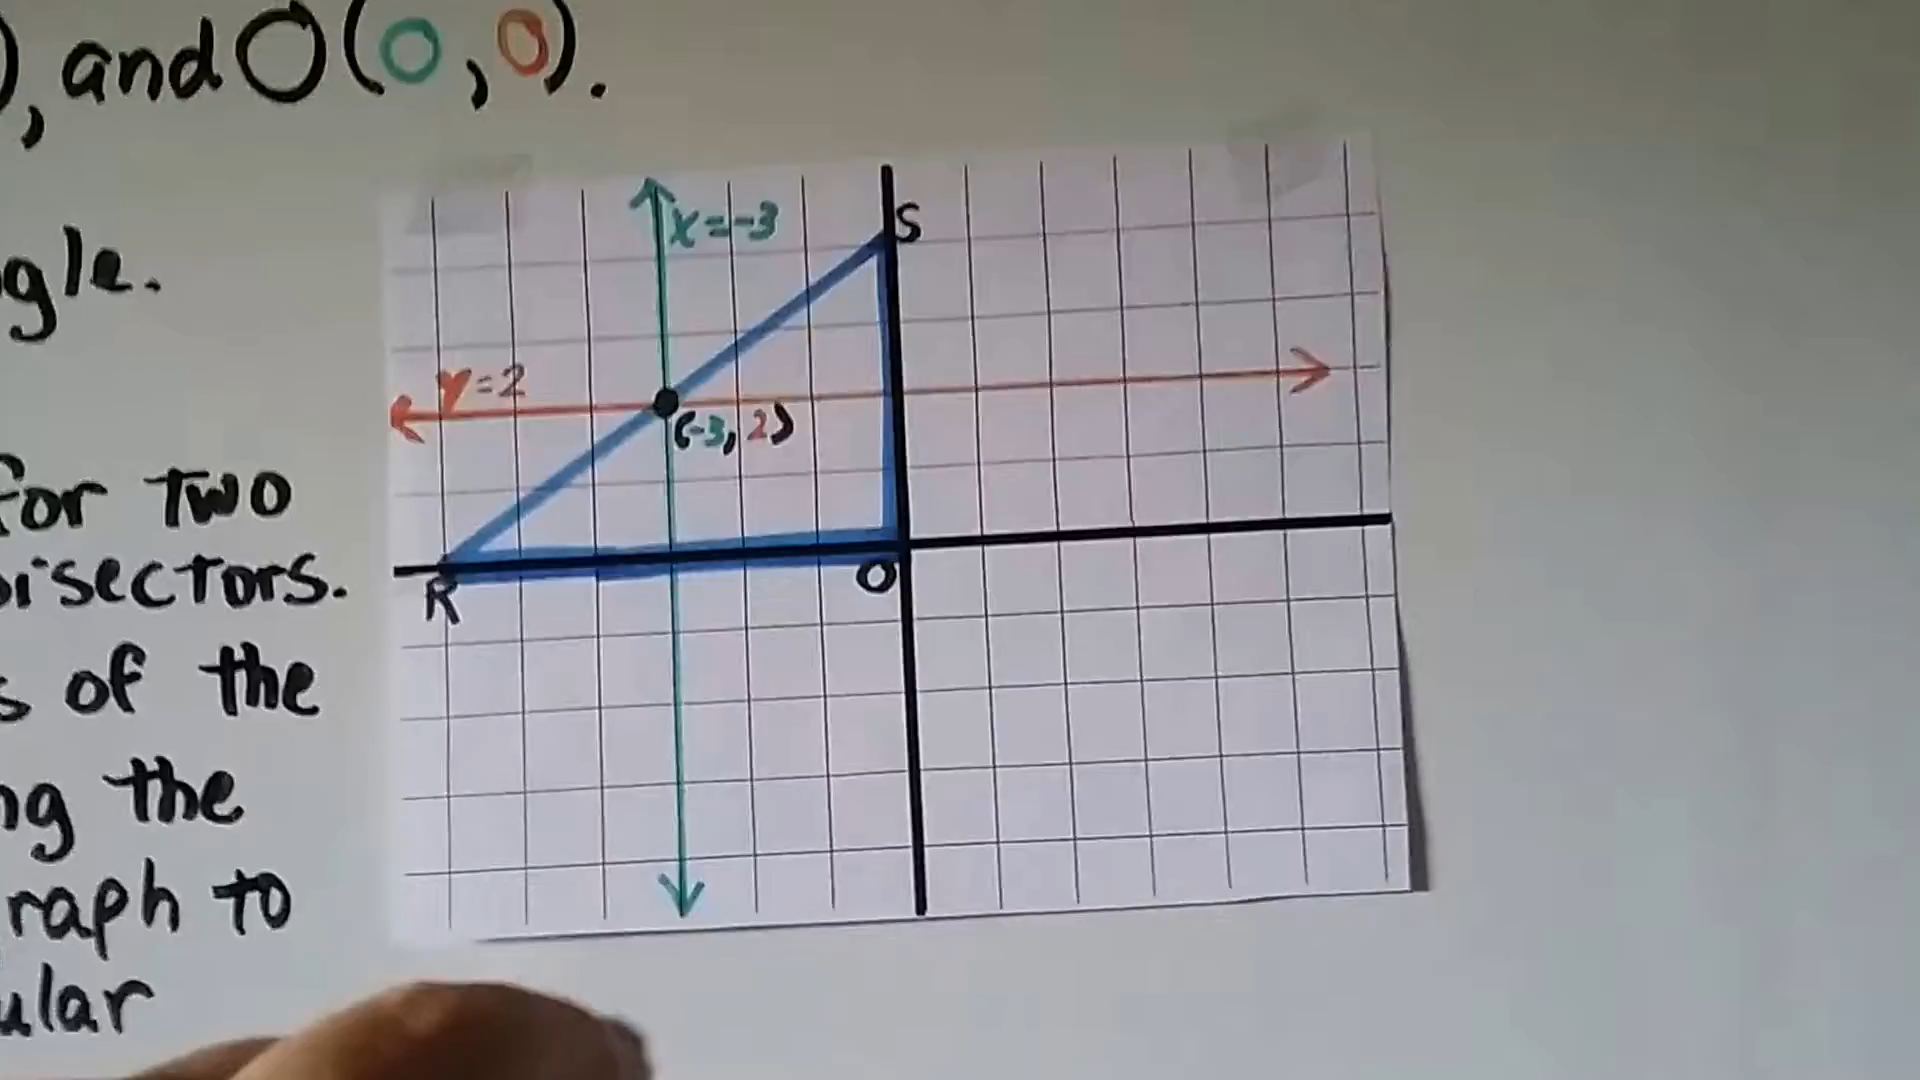 ), and O(0,0).
gle.
for Two
bisectors.
s of the
ng the
raph to
ular
x=-3
S
y=2
(-3, 2)
R
O